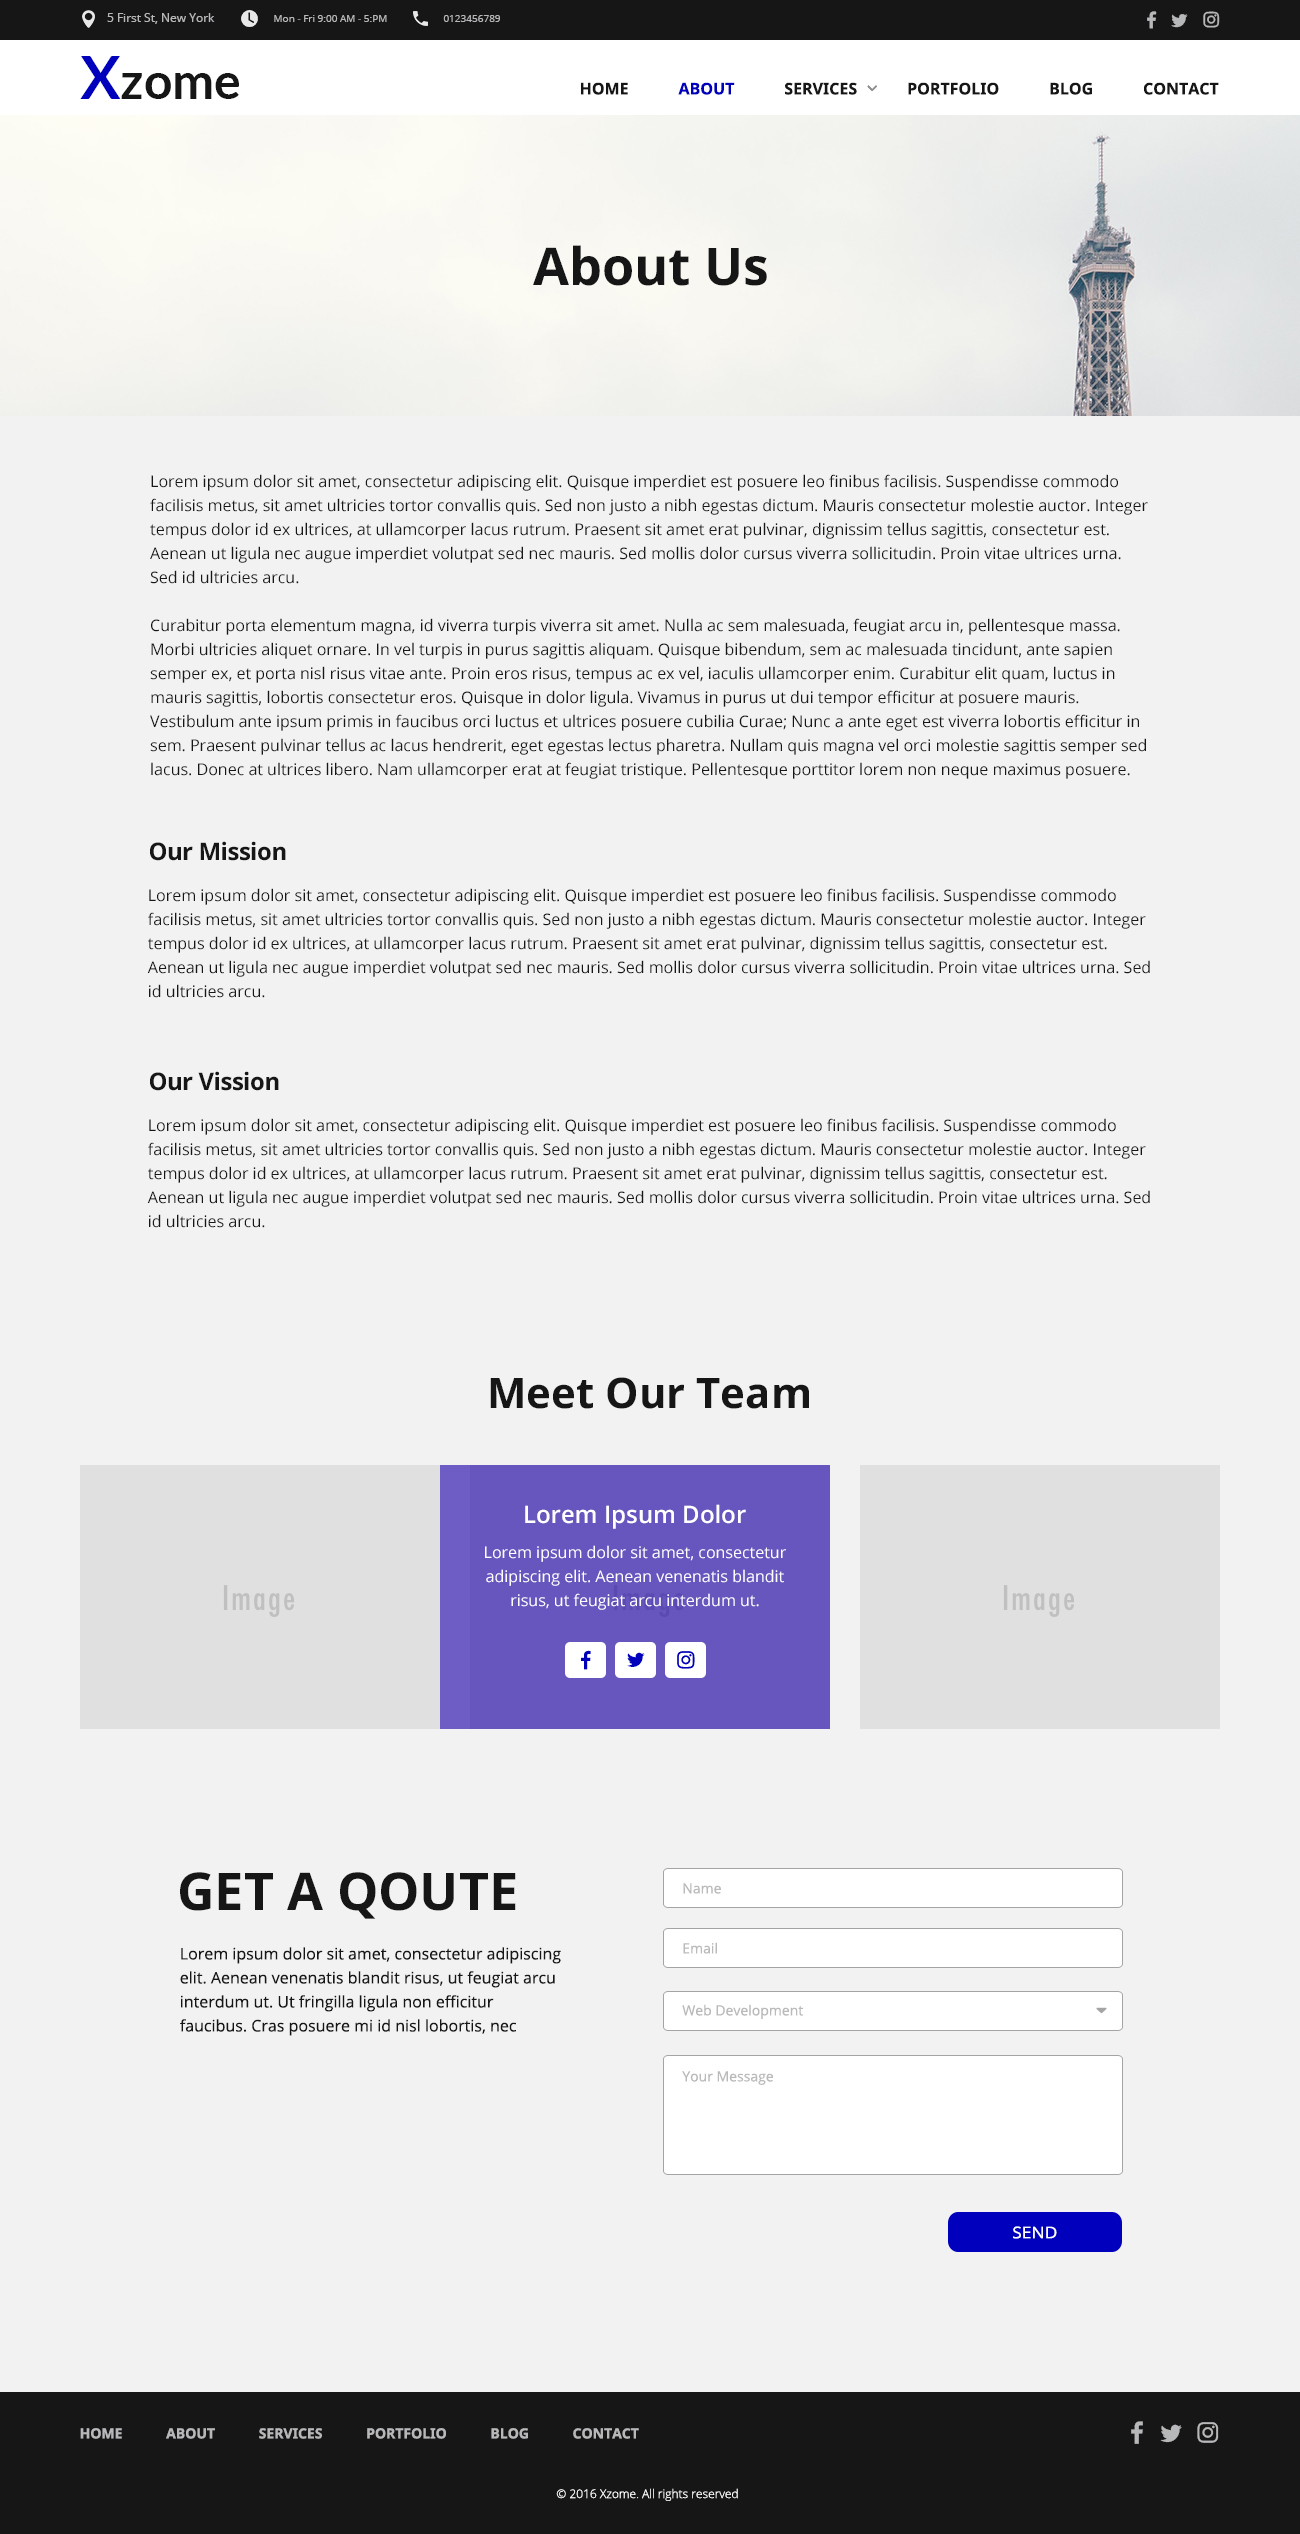 5 First St, New York
Mon - Fri 9:00 AM - 5:PM
0123456789
Xzome
HOME ABOUT SERVICES PORTFOLIO BLOG CONTACT
About Us
Lorem ipsum dolor sit amet, consectetur adipiscing elit. Quisque imperdiet est posuere leo finibus facilisis. Suspendisse commodo
facilisis metus, sit amet ultricies tortor convallis quis. Sed non justo a nibh egestas dictum. Mauris consectetur molestie auctor. Integer
tempus dolor id ex ultrices, at ullamcorper lacus rutrum. Praesent sit amet erat pulvinar, dignissim tellus sagittis, consectetur est.
Aenean ut ligula nec augue imperdiet volutpat sed nec mauris. Sed mollis dolor cursus viverra sollicitudin. Proin vitae ultrices urna.
Sed id ultricies arcu.
Curabitur porta elementum magna, id viverra turpis viverra sit amet. Nulla ac sem malesuada, feugiat arcu in, pellentesque massa.
Morbi ultricies aliquet ornare. In vel turpis in purus sagittis aliquam. Quisque bibendum, sem ac malesuada tincidunt, ante sapien
semper ex, et porta nisl risus vitae ante. Proin eros risus, tempus ac ex vel, iaculis ullamcorper enim. Curabitur elit quam, luctus in
mauris sagittis, lobortis consectetur eros. Quisque in dolor ligula. Vivamus in purus ut dui tempor efficitur at posuere mauris.
Vestibulum ante ipsum primis in faucibus orci luctus et ultrices posuere cubilia Curae; Nunc a ante eget est viverra lobortis efficitur in
sem. Praesent pulvinar tellus ac lacus hendrerit, eget egestas lectus pharetra. Nullam quis magna vel orci molestie sagittis semper sed
lacus. Donec at ultrices libero. Nam ullamcorper erat at feugiat tristique. Pellentesque porttitor lorem non neque maximus posuere.
Our Mission
Lorem ipsum dolor sit amet, consectetur adipiscing elit. Quisque imperdiet est posuere leo finibus facilisis. Suspendisse commodo
facilisis metus, sit amet ultricies tortor convallis quis. Sed non justo a nibh egestas dictum. Mauris consectetur molestie auctor. Integer
tempus dolor id ex ultrices, at ullamcorper lacus rutrum. Praesent sit amet erat pulvinar, dignissim tellus sagittis, consectetur est.
Aenean ut ligula nec augue imperdiet volutpat sed nec mauris. Sed mollis dolor cursus viverra sollicitudin. Proin vitae ultrices urna. Sed
id ultricies arcu.
Our Vission
Lorem ipsum dolor sit amet, consectetur adipiscing elit. Quisque imperdiet est posuere leo finibus facilisis. Suspendisse commodo
facilisis metus, sit amet ultricies tortor convallis quis. Sed non justo a nibh egestas dictum. Mauris consectetur molestie auctor. Integer
tempus dolor id ex ultrices, at ullamcorper lacus rutrum. Praesent sit amet erat pulvinar, dignissim tellus sagittis, consectetur est.
Aenean ut ligula nec augue imperdiet volutpat sed nec mauris. Sed mollis dolor cursus viverra sollicitudin. Proin vitae ultrices urna. Sed
id ultricies arcu.
Meet Our Team
Image
Lorem Ipsum Dolor
Lorem ipsum dolor sit amet, consectetur
adipiscing elit. Aenean venenatis blandit
risus, ut feugiat arcu interdum ut.
Image
Image
GET A QOUTE
Lorem ipsum dolor sit amet, consectetur adipiscing
elit. Aenean venenatis blandit risus, ut feugiat arcu
interdum ut. Ut fringilla ligula non efficitur
faucibus. Cras posuere mi id nisl lobortis, nec
Name
Email
Web Development
Your Message
SEND
HOME ABOUT SERVICES PORTFOLIO BLOG CONTACT
© 2016 Xzome. All rights reserved